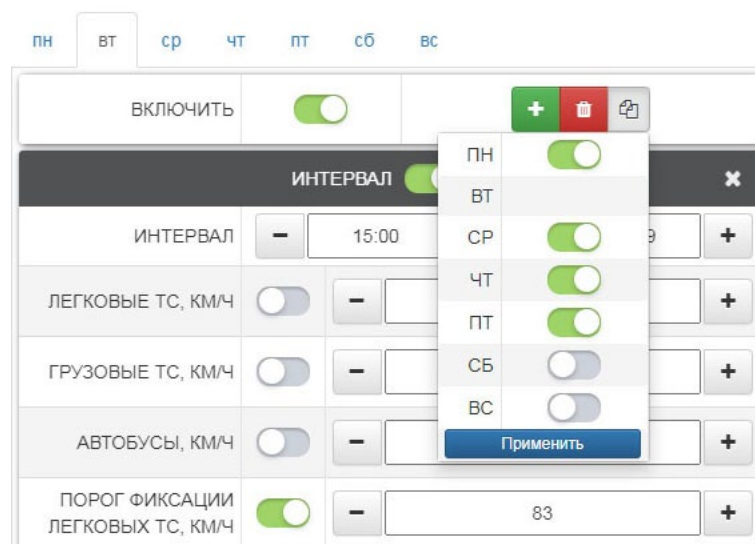 ПН ВТ СР ЧТ ПТ СБ ВС
ВКЛЮЧИТЬ
ИНТЕРВАЛ
ИНТЕРВАЛ 15:00 9
ЛЕГКОВЫЕ ТС, КМ/Ч
ГРУЗОВЫЕ ТС, КМ/Ч
АВТОБУСЫ, КМ/Ч
ПОРОГ ФИКСАЦИИ
ЛЕГКОВЫХ ТС, КМ/Ч
83
ПН
ВТ
СР
ЧТ
ПТ
СБ
ВС
Применить